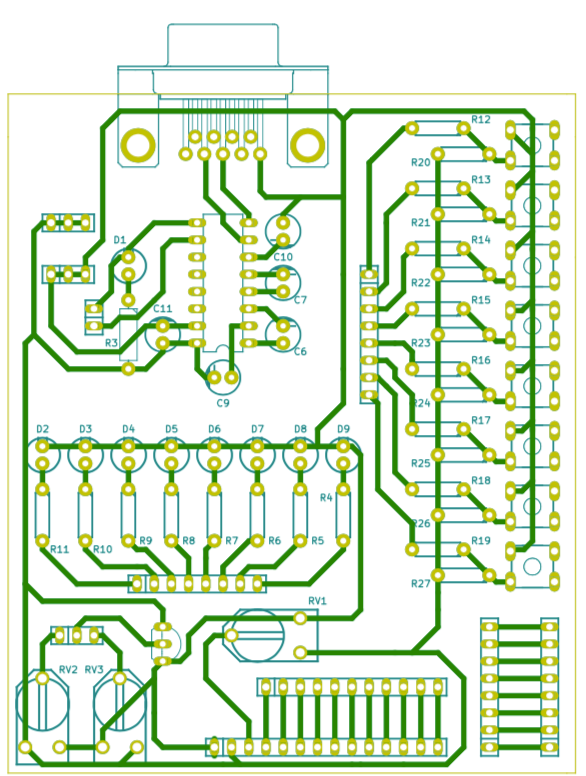 R12
R20
R13
R21
D1
R14
C10
R22
C7
R15
C11
R3
R23
C6
R16
C9
R24
R17
D2 D3 D4 D5 D6 D7 D8 D9
R25
R18
R4
R26
R19
R11 R10 R9 R8 R7 R6 R5
R27
RV1
RV2 RV3